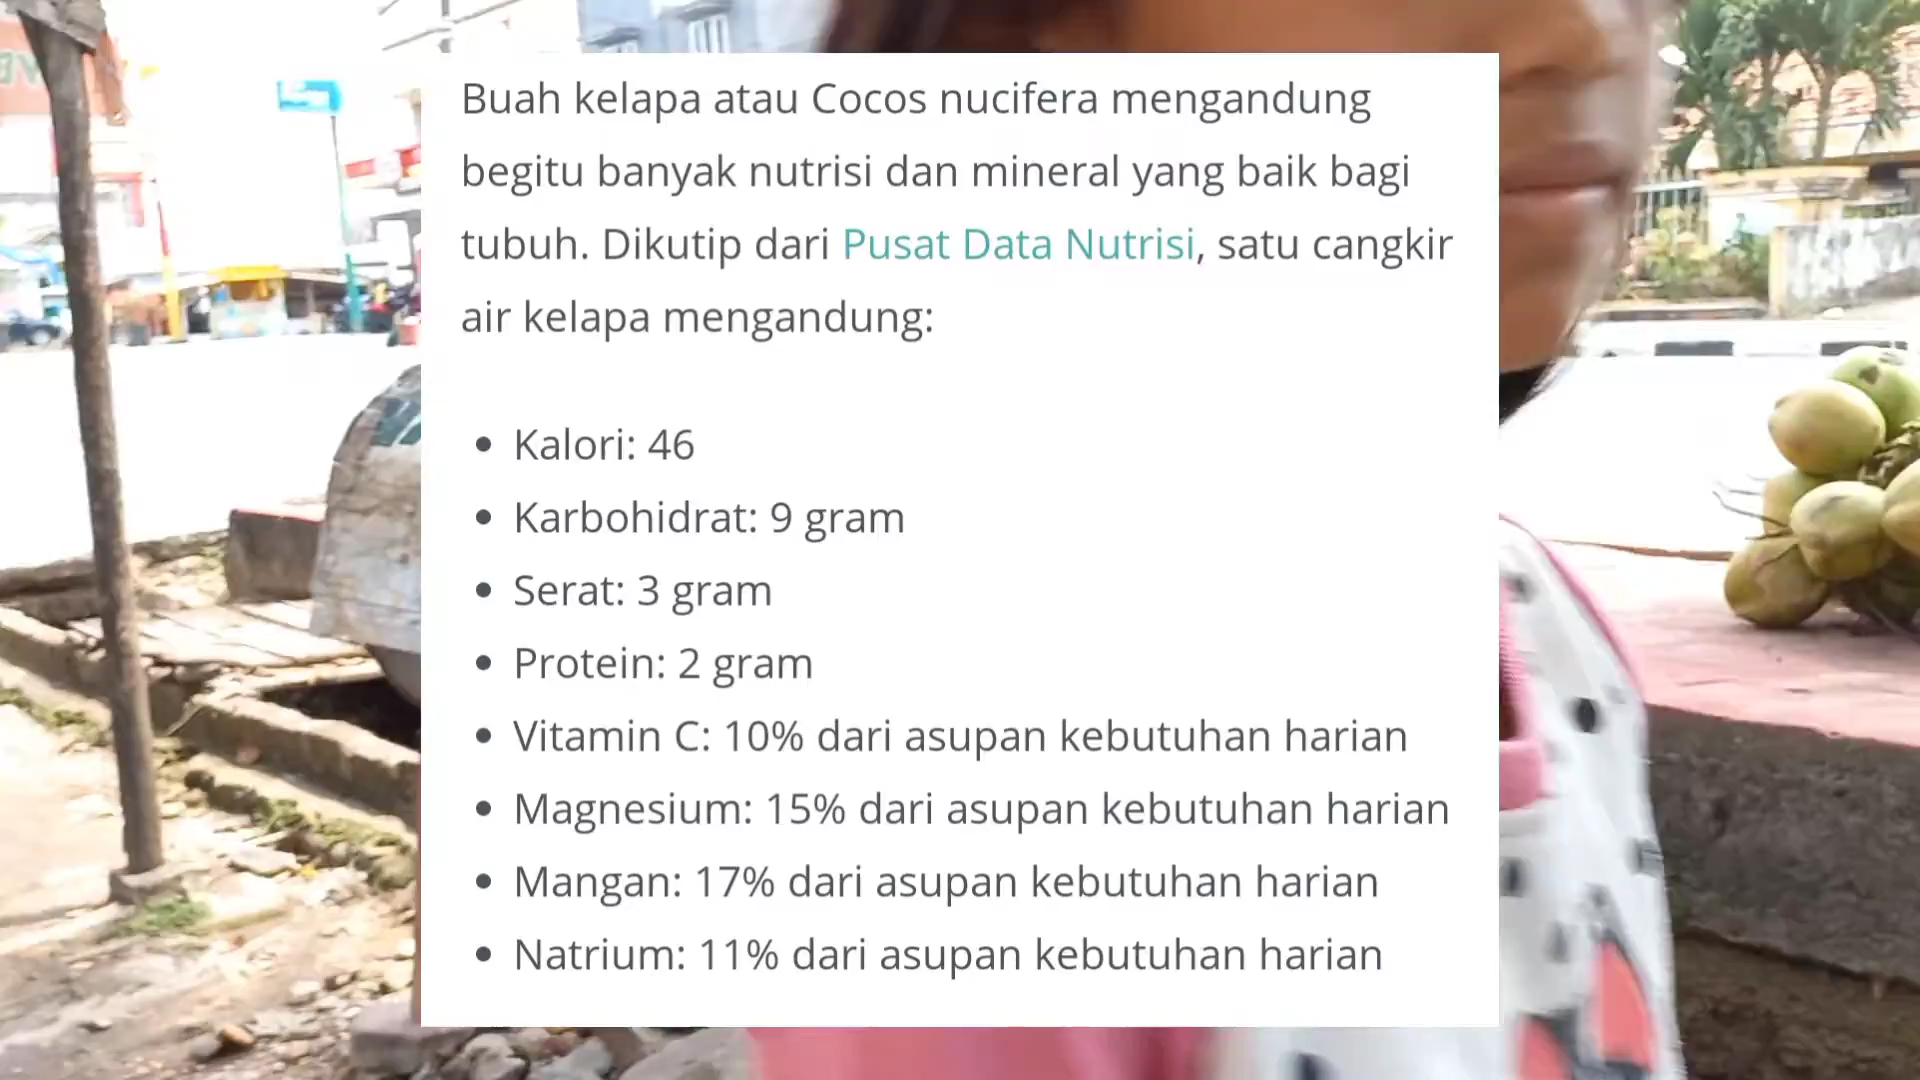 Buah kelapa atau Cocos nucifera mengandung
begitu banyak nutrisi dan mineral yang baik bagi
tubuh. Dikutip dari Pusat Data Nutrisi, satu cangkir
air kelapa mengandung:
• Kalori: 46
• Karbohidrat: 9 gram
• Serat: 3 gram
• Protein: 2 gram
• Vitamin C: 10% dari asupan kebutuhan harian
• Magnesium: 15% dari asupan kebutuhan harian
• Mangan: 17% dari asupan kebutuhan harian
• Natrium: 11% dari asupan kebutuhan harian